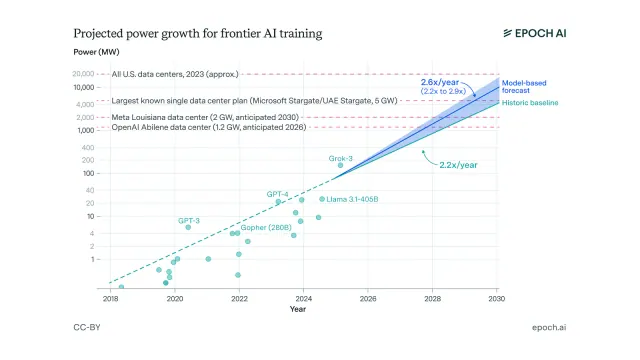 Projected power growth for frontier AI training
EPOCH AI
Power (MW)
20,000
All U.S. data centers, 2023 (approx.)
10,000
2.6x/year
(2.2x to 2.9x)
Model-based
forecast
4,000
Largest known single data center plan (Microsoft Stargate/UAE Stargate, 5 GW)
Historic baseline
2,000
Meta Louisiana data center (2 GW, anticipated 2030)
1,000
OpenAI Abilene data center (1.2 GW, anticipated 2026)
400
200
Grok-3
2.2x/year
100
40
GPT-4
Llama 3.1-405B
20
10
GPT-3
Gopher (280B)
4
2
1
2018
2020
2022
2024
2026
2028
2030
Year
CC-BY
epoch.ai